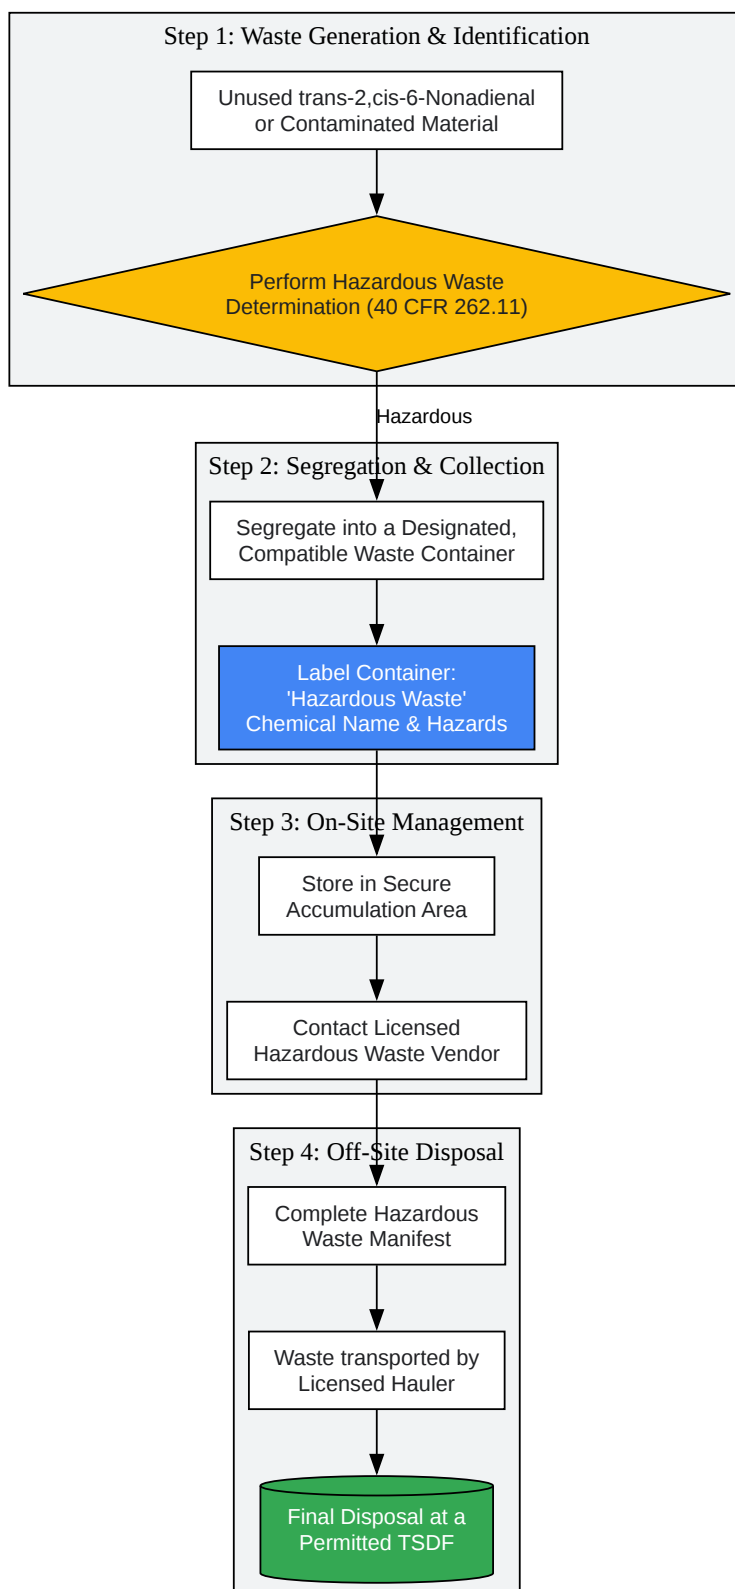 Step 1: Waste Generation & Identification
Unused trans-2,cis-6-Nonadienal
or Contaminated Material
Perform Hazardous Waste
Determination (40 CFR 262.11)
Hazardous
Step 2: Segregation & Collection
Segregate into a Designated,
Compatible Waste Container
Label Container:
'Hazardous Waste'
Chemical Name & Hazards
Step 3: On-Site Management
Store in Secure
Accumulation Area
Contact Licensed
Hazardous Waste Vendor
Step 4: Off-Site Disposal
Complete Hazardous
Waste Manifest
Waste transported by
Licensed Hauler
Final Disposal at a
Permitted TSDF